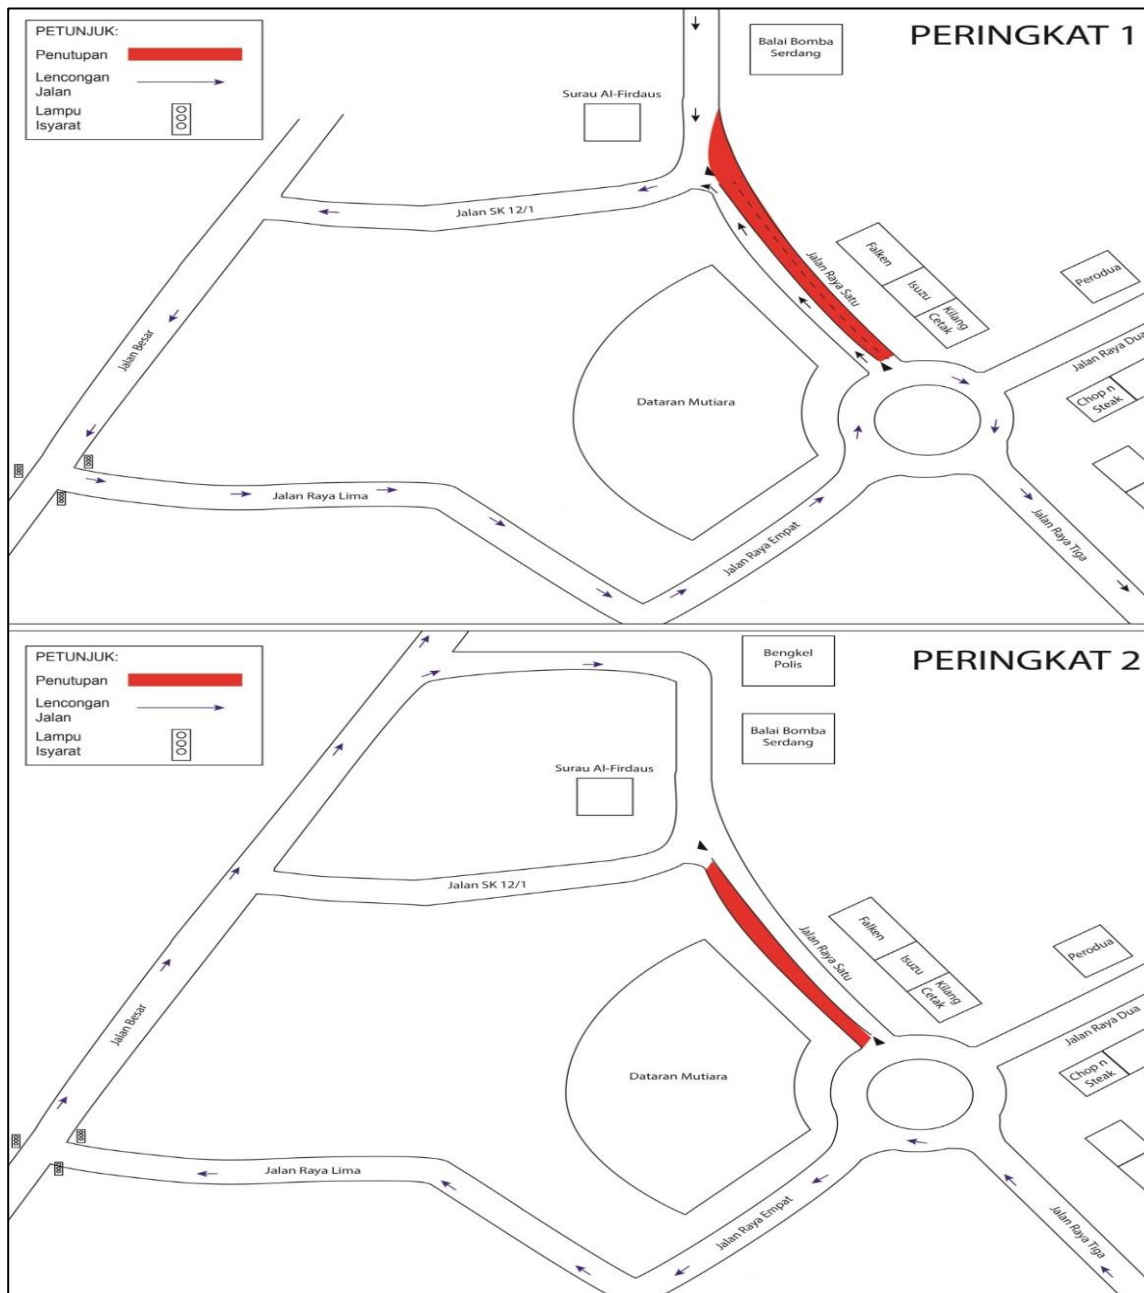 PERINGKAT 1
PETUNJUK:
Penutupan
Lencongan
Jalan
Lampu
Isyarat
Balai Bomba
Serdang
Surau Al-Firdaus
Jalan SK 12/1
Jalan Raya Satu
Falken
Isuzu
Kilang
Cetak
Perodua
Jalan Raya Dua
Chop n
Steak
Jalan Besar
Dataran Mutiara
Jalan Raya Lima
Jalan Raya Empat
Jalan Raya Tiga
PERINGKAT 2
PETUNJUK:
Penutupan
Lencongan
Jalan
Lampu
Isyarat
Bengkel
Polis
Balai Bomba
Serdang
Surau Al-Firdaus
Jalan SK 12/1
Jalan Raya Satu
Falken
Isuzu
Kilang
Cetak
Perodua
Jalan Raya Dua
Chop n
Steak
Jalan Besar
Dataran Mutiara
Jalan Raya Lima
Jalan Raya Empat
Jalan Raya Tiga